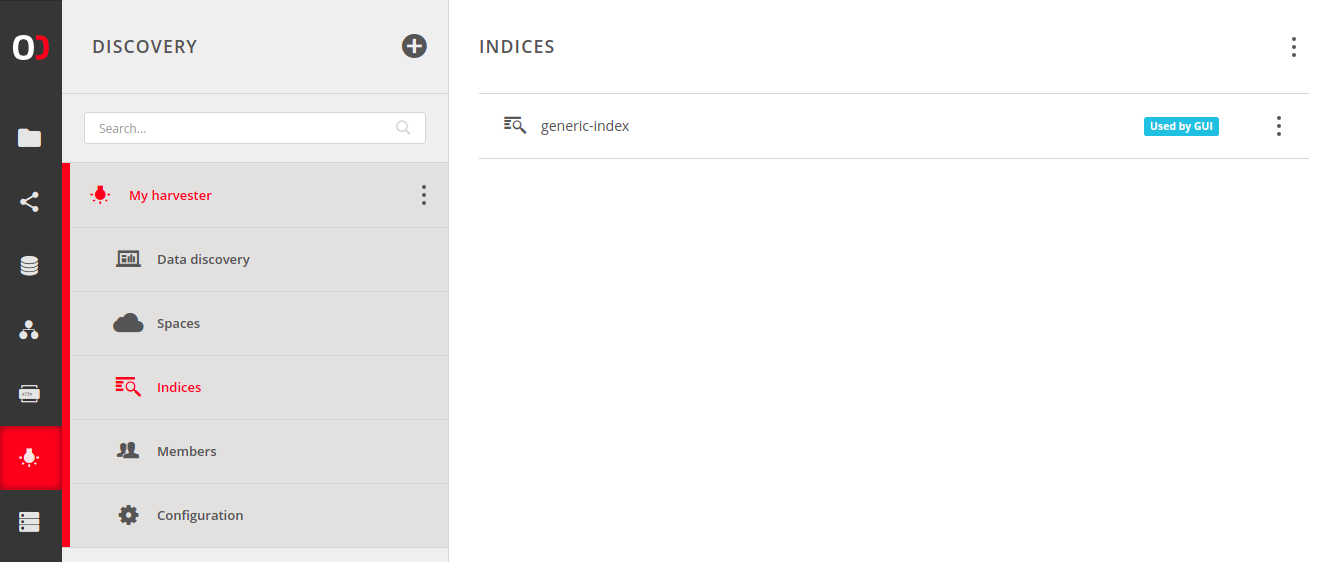 DISCOVERY
Search...
My harvester
Data discovery
Spaces
Indices
Members
Configuration
INDICES
generic-index
Used by GUI